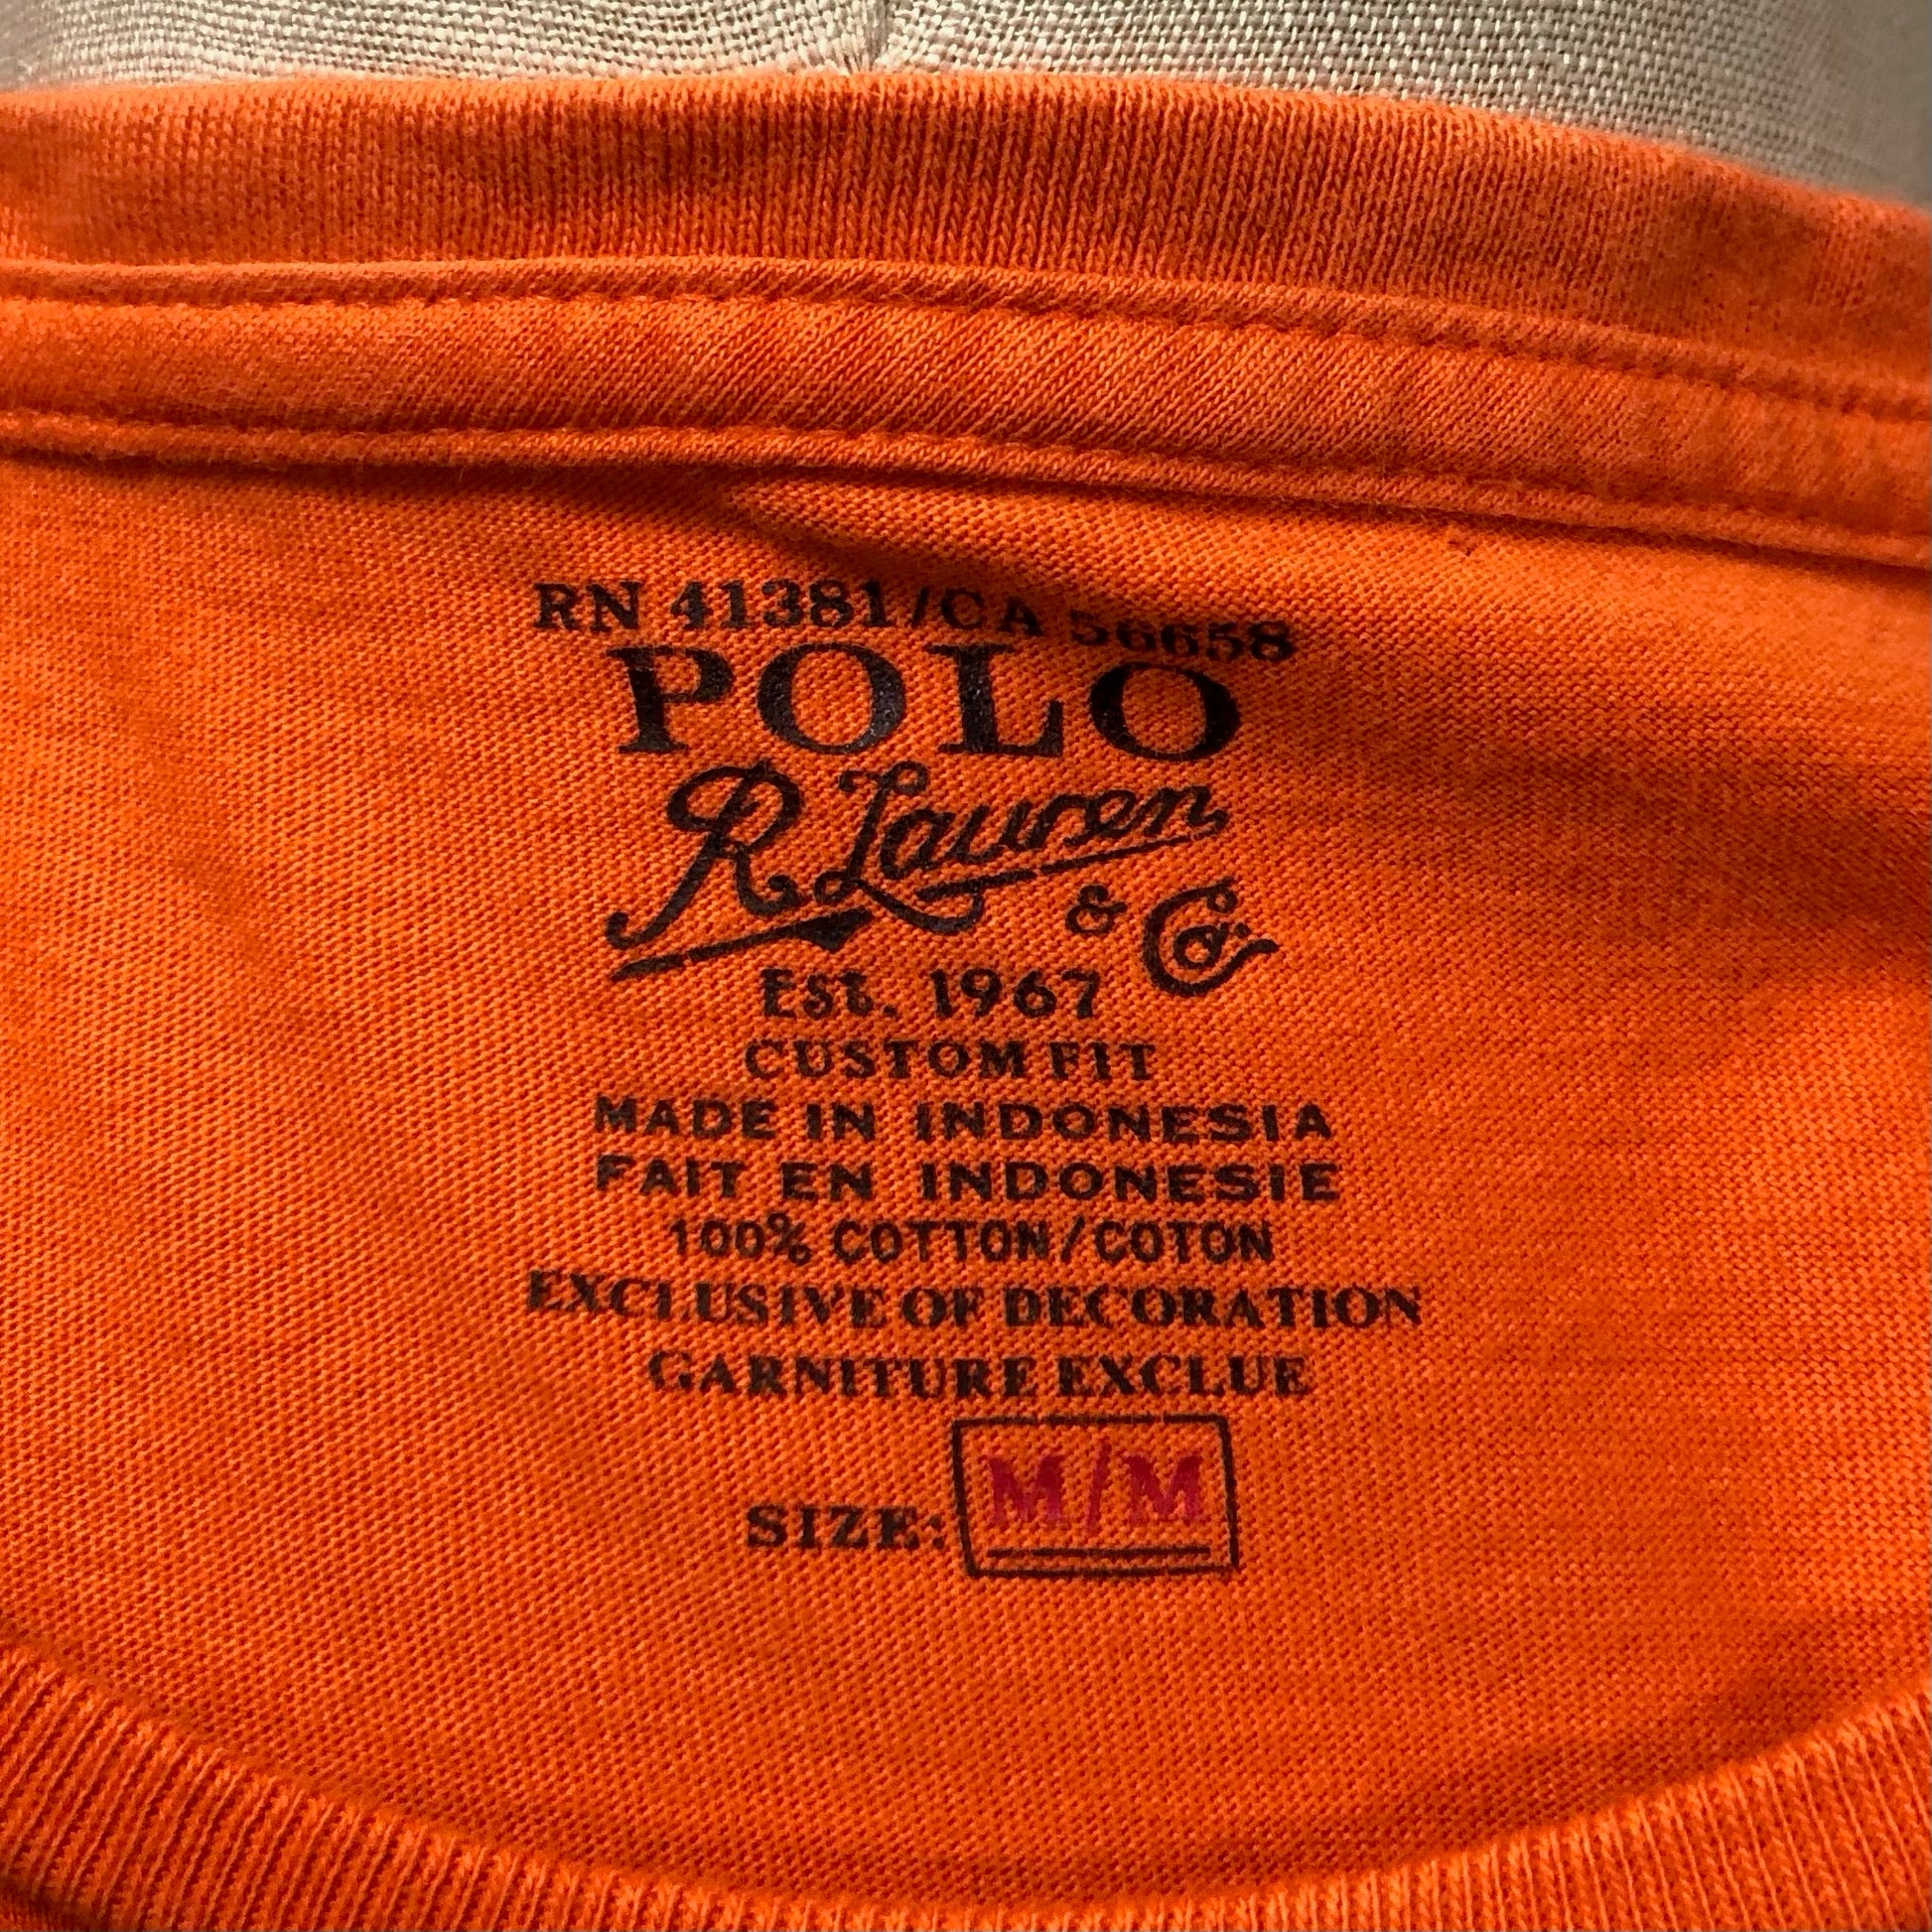 RN 41381/CA 56658
POLO
R. Lauren
& Co.
Est. 1967
CUSTOM FIT
MADE IN INDONESIA
FAIT EN INDONESIE
100% COTTON/COTON
EXCLUSIVE OF DECORATION
GARNITURE EXCLUE
SIZE: M/M